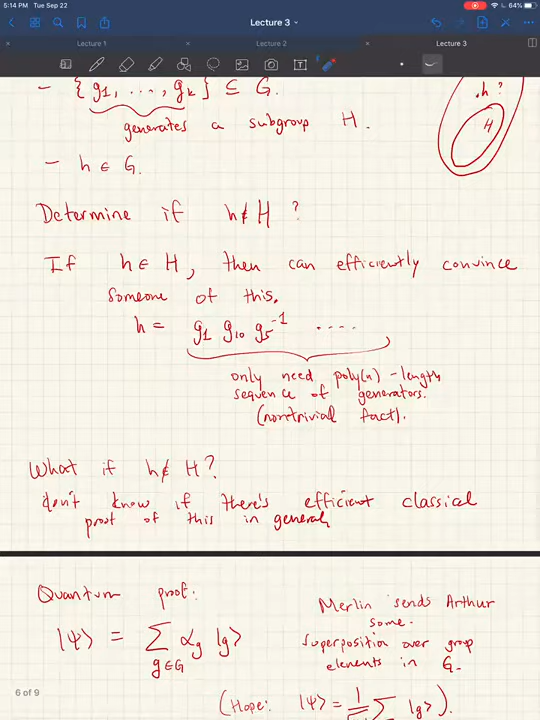 5:14 PM Tue Sep 22
64%
Lecture 3
Lecture 1
Lecture 2
Lecture 3
- {g1, ..., gk} ⊆ G.
generates a subgroup H.
.h ?
H
- h ∈ G.
Determine if h∉H ?
If h∈H, then can efficiently convince
someone of this.
h = g1 g10 g5⁻¹ ....
only need poly(n)-length
sequence of generators.
(nontrivial fact).
What if h∉H?
don't know if there's efficient classical
proof of this in general
Quantum proof:
|ψ⟩ = Σ g∈G αg |g⟩
Merlin sends Arthur
some
superposition over group
elements in G.
6 of 9
(Hope: |ψ⟩ = 1/√ Σ |g⟩).